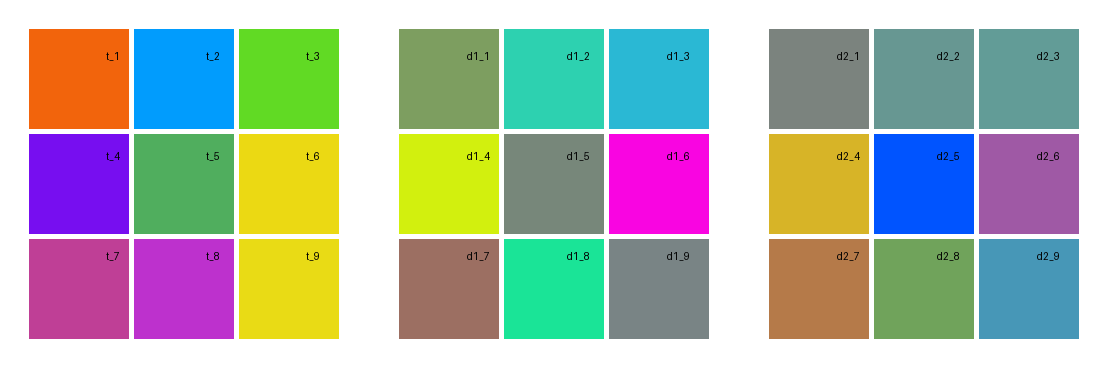 t_1 t_2 t_3 d1_1 d1_2 d1_3 d2_1 d2_2 d2_3
t_4 t_5 t_6 d1_4 d1_5 d1_6 d2_4 d2_5 d2_6
t_7 t_8 t_9 d1_7 d1_8 d1_9 d2_7 d2_8 d2_9